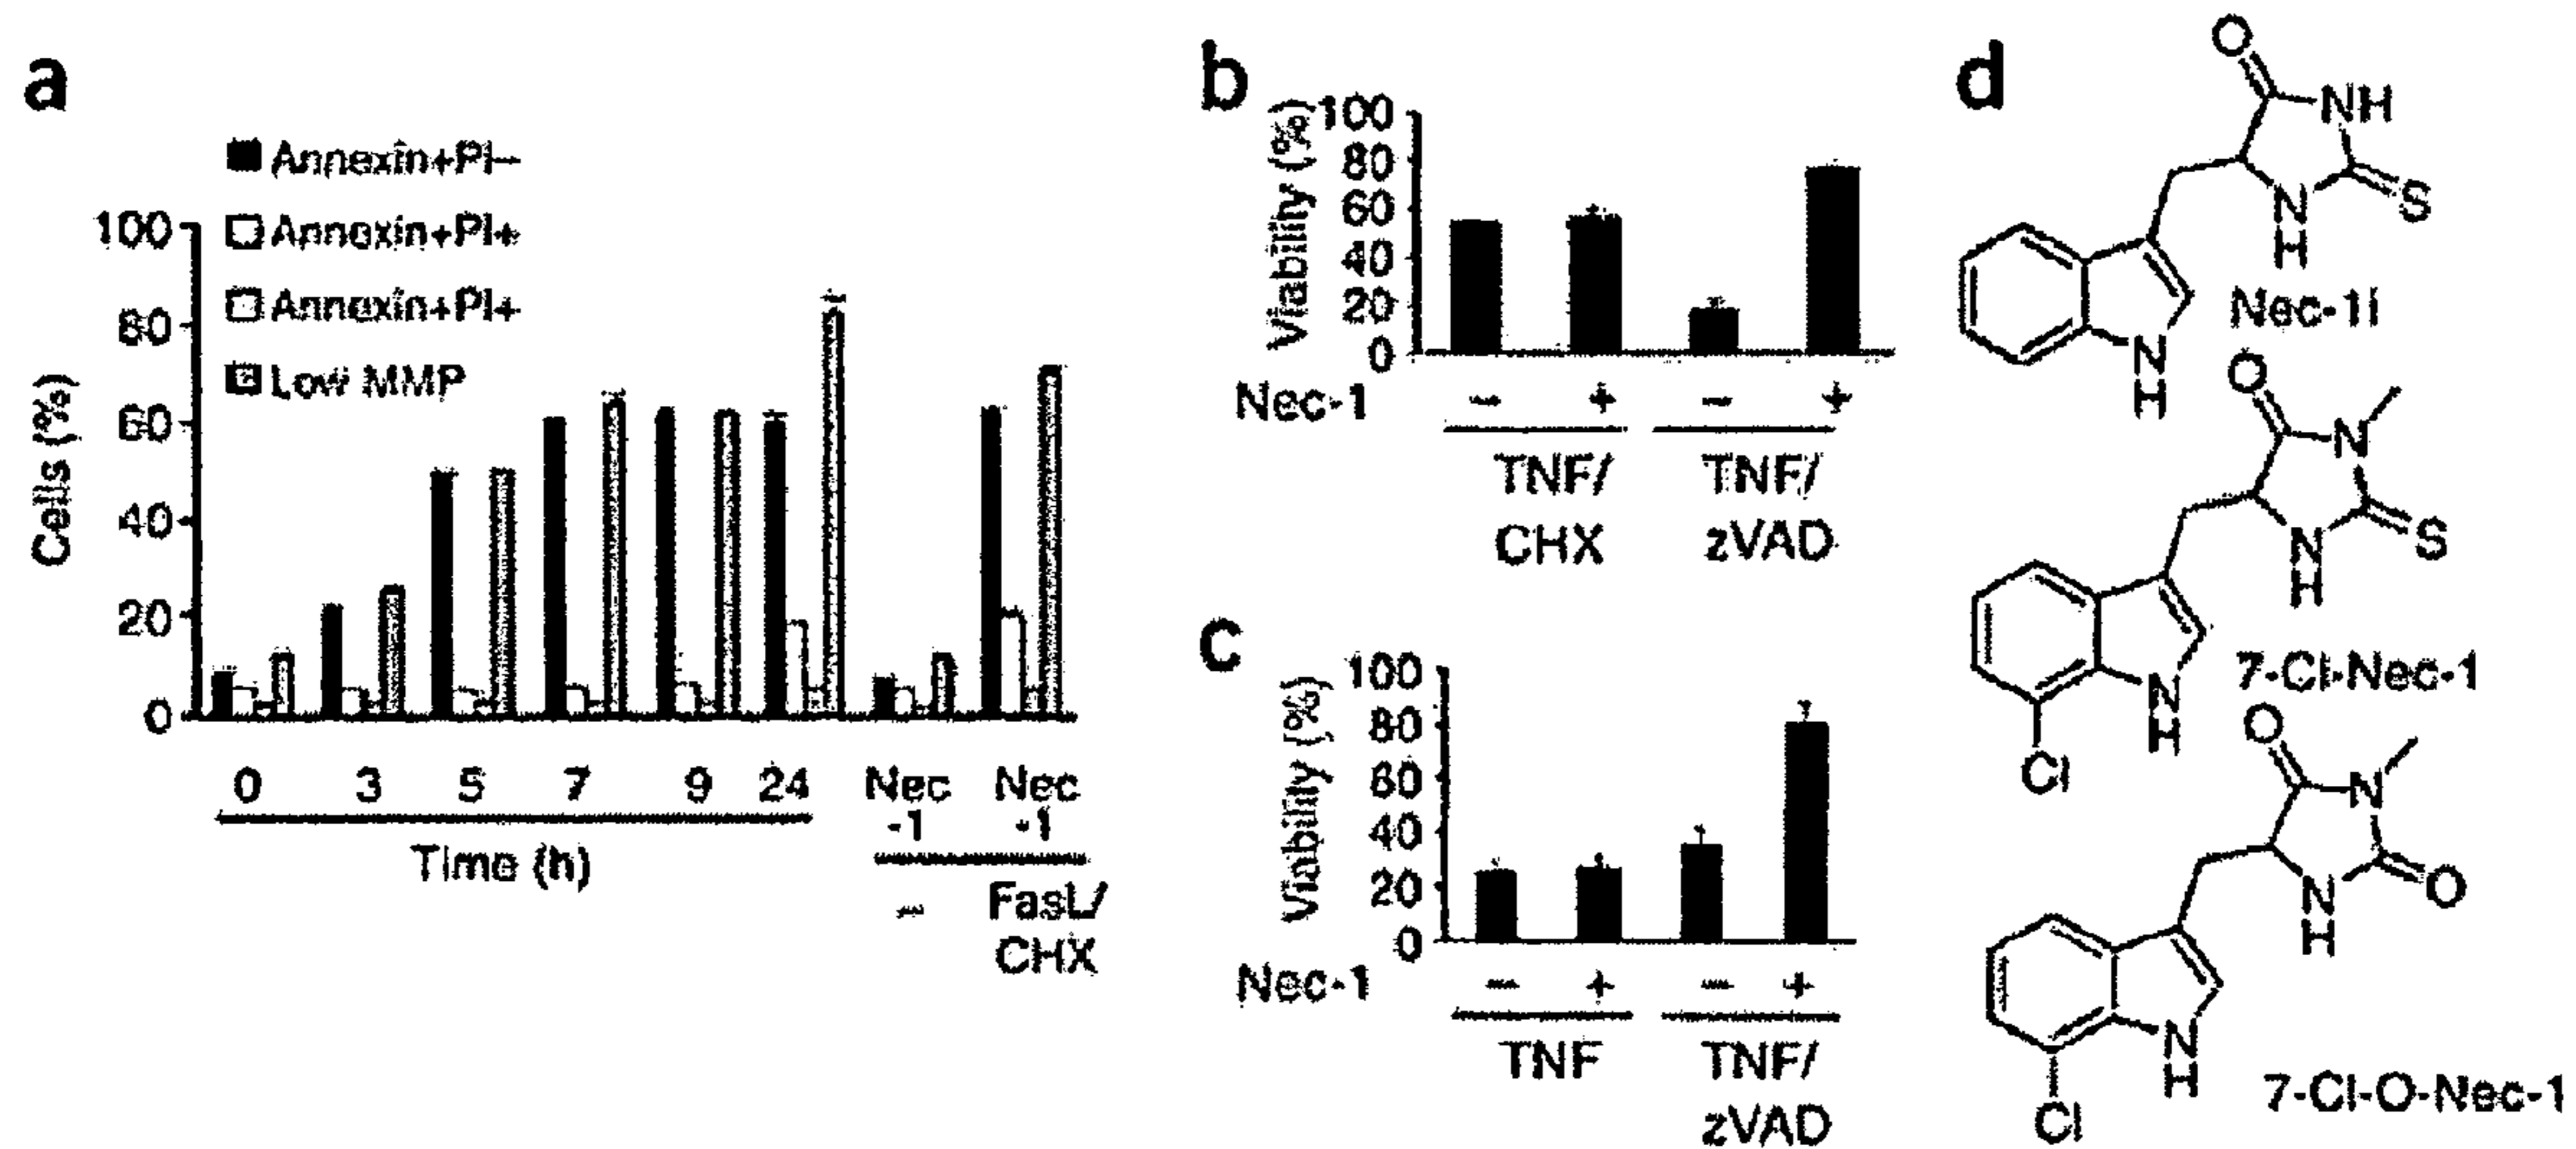 a
Annexin+PI–
Annexin+PI+
Annexin+PI+
Low MMP
100
80
60
40
20
0
Cells (%)
0 3 5 7 9 24
Time (h)
Nec
-1
Nec
-1
–
FasL/
CHX
b
Viability (%)
100
80
60
40
20
0
Nec-1 – + – +
TNF/
CHX
TNF/
zVAD
c
Viability (%)
100
80
60
40
20
0
Nec-1 – + – +
TNF
TNF/
zVAD
d
O
NH
S
N
H
N
H
Nec-1i
O
N
S
N
H
N
H
Cl
7-Cl-Nec-1
O
N
O
N
H
N
H
Cl
7-Cl-O-Nec-1